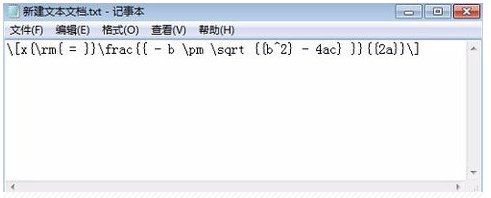 新建文本文档.txt - 记事本
文件(F) 编辑(E) 格式(O) 查看(V) 帮助(H)
\[x{\rm{ = }}\frac{{ - b \pm \sqrt {{b^2} - 4ac} }}{{2a}}\]